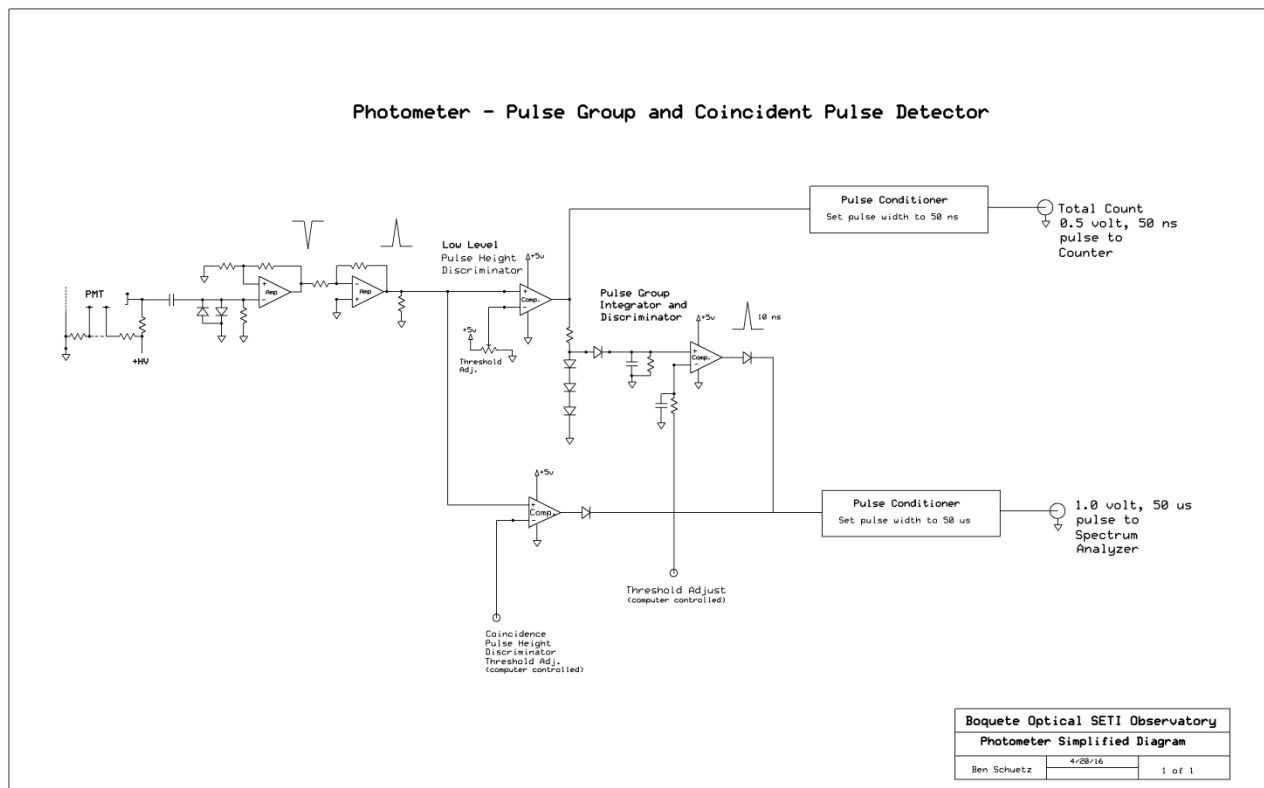 Photometer - Pulse Group and Coincident Pulse Detector
Pulse Conditioner
Set pulse width to 50 ns
Total Count
0.5 volt, 50 ns
pulse to
Counter
Low Level
Pulse Height
Discriminator
+5v
+
Amp
-
-
Amp
+
+
Comp.
-
PMT
+HV
+5v
Threshold
Adj.
Pulse Group
Integrator and
Discriminator
+5v
10 ns
+
Comp.
-
+5v
+
Comp.
-
Pulse Conditioner
Set pulse width to 50 us
1.0 volt, 50 us
pulse to
Spectrum
Analyzer
Threshold Adjust
(computer controlled)
Coincidence
Pulse Height
Discriminator
Threshold Adj.
(computer controlled)
Boquete Optical SETI Observatory
Photometer Simplified Diagram
Ben Schuetz
4/20/16
1 of 1